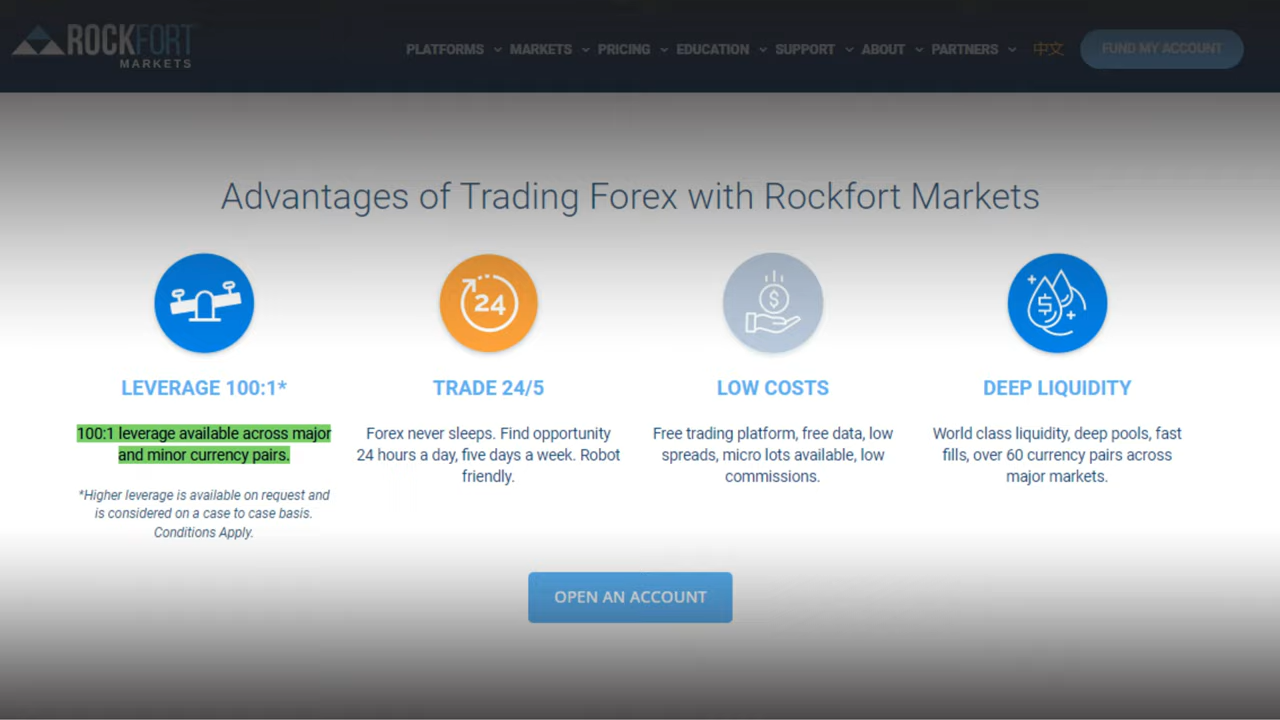 ROCKFORT
MARKETS
PLATFORMS MARKETS PRICING EDUCATION SUPPORT ABOUT PARTNERS 中文 FUND MY ACCOUNT
Advantages of Trading Forex with Rockfort Markets
24
$
$
LEVERAGE 100:1*
100:1 leverage available across major
and minor currency pairs.
*Higher leverage is available on request and
is considered on a case to case basis.
Conditions Apply.
TRADE 24/5
Forex never sleeps. Find opportunity
24 hours a day, five days a week. Robot
friendly.
LOW COSTS
Free trading platform, free data, low
spreads, micro lots available, low
commissions.
DEEP LIQUIDITY
World class liquidity, deep pools, fast
fills, over 60 currency pairs across
major markets.
OPEN AN ACCOUNT